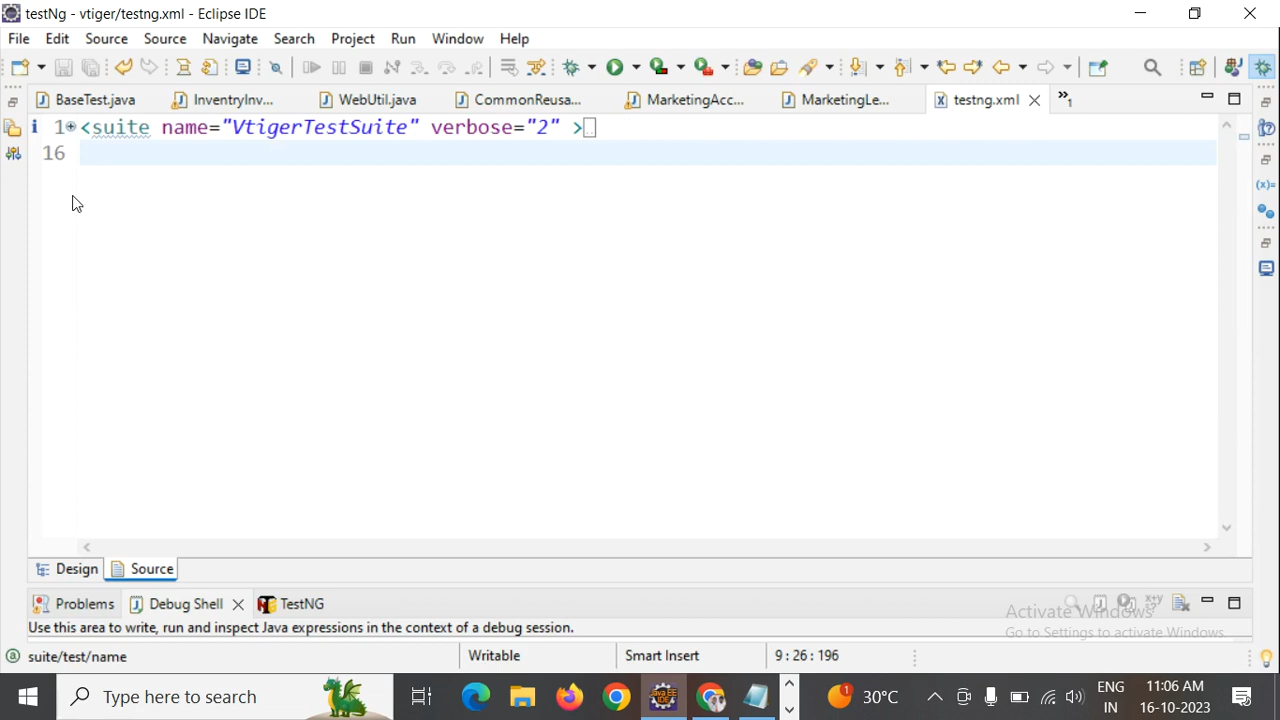 testNg - vtiger/testng.xml - Eclipse IDE
File Edit Source Source Navigate Search Project Run Window Help
BaseTest.java InventoryInv... WebUtil.java CommonReusa... MarketingAcc... MarketingLe... testng.xml »1
1 <suite name="VtigerTestSuite" verbose="2" >
16
Design Source
Problems Debug Shell TestNG
Activate Windows
Use this area to write, run and inspect Java expressions in the context of a debug session.
Go to Settings to activate Windows.
suite/test/name Writable Smart Insert 9 : 26 : 196
Type here to search 1 30°C ENG 11:06 AM
IN 16-10-2023